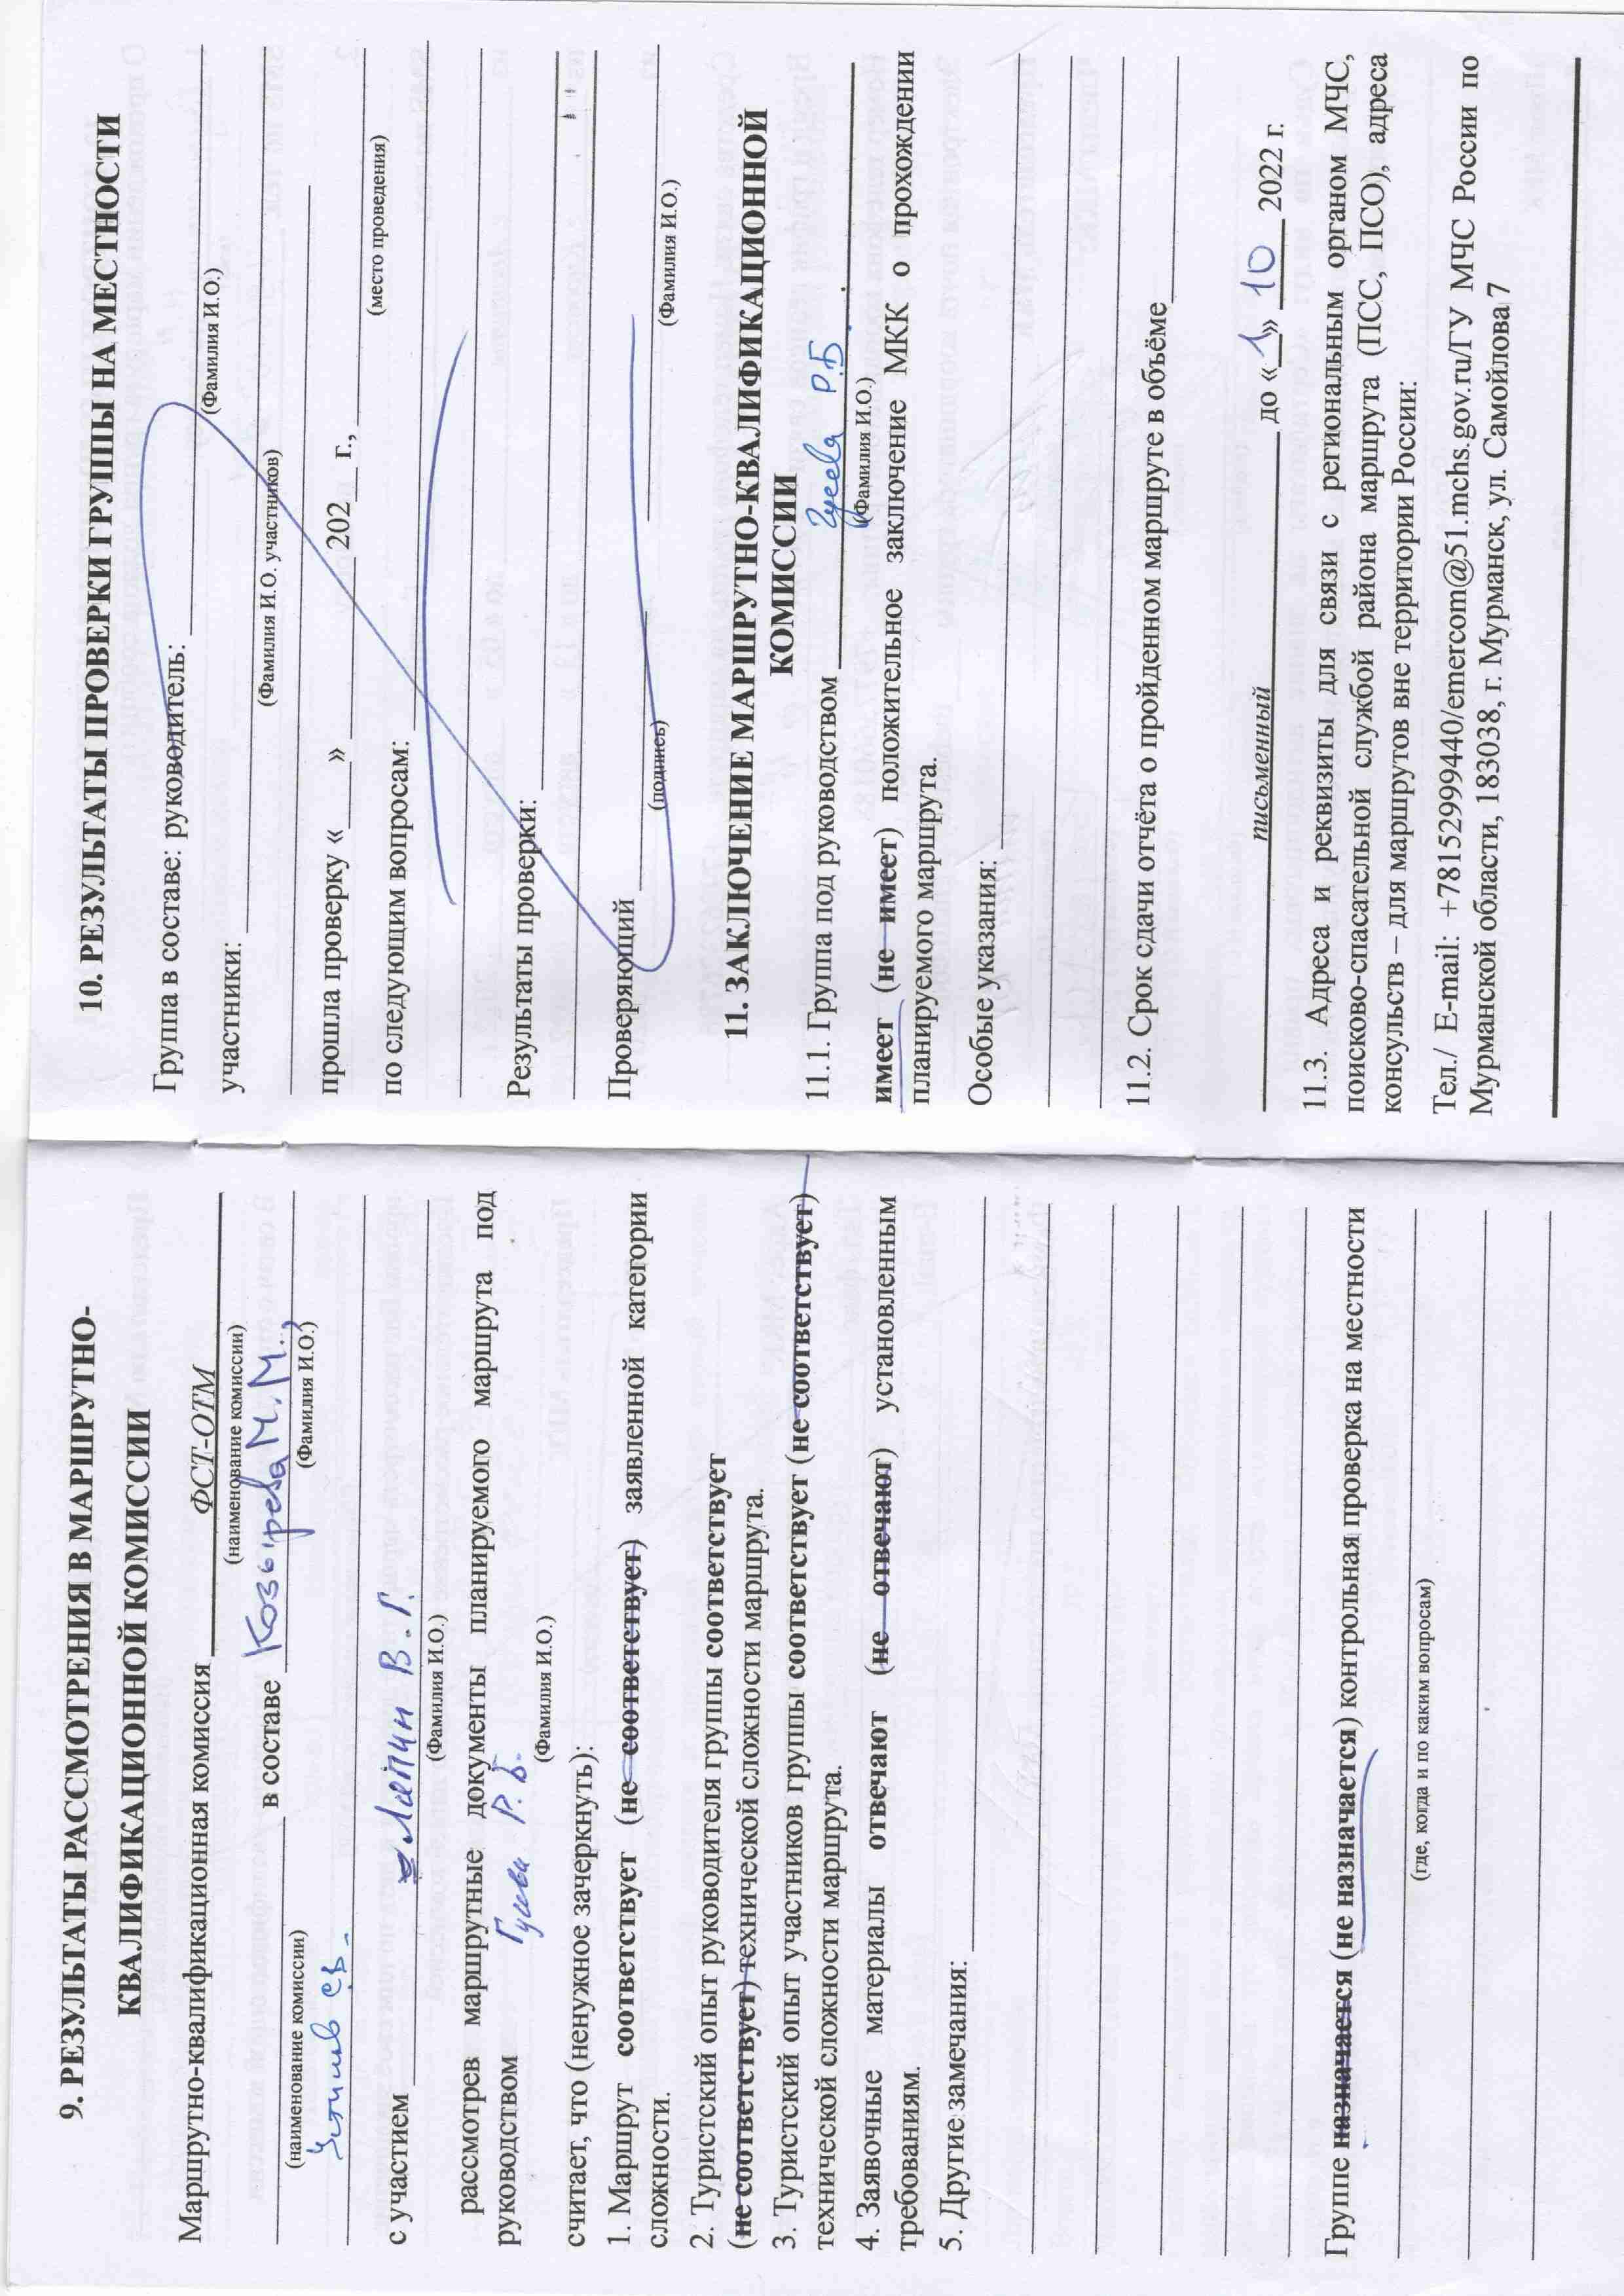 9. РЕЗУЛЬТАТЫ РАССМОТРЕНИЯ В МАРШРУТНО-
КВАЛИФИКАЦИОННОЙ КОМИССИИ
Маршрутно-квалификационная комиссия ФСТ-ОТМ
(наименование комиссии)
в составе Козырева М.М.,
(наименование комиссии) (Фамилия И.О.)
с участием Лапин В.Г.
(Фамилия И.О.)
рассмотрев маршрутные документы планируемого маршрута под
руководством Гусева Р.Б.
(Фамилия И.О.)
считает, что (ненужное зачеркнуть):
1. Маршрут соответствует (не соответствует) заявленной категории
сложности.
2. Туристский опыт руководителя группы соответствует
(не соответствует) технической сложности маршрута.
3. Туристский опыт участников группы соответствует (не соответствует)
технической сложности маршрута.
4. Заявочные материалы отвечают (не отвечают) установленным
требованиям.
5. Другие замечания:
Группе назначается (не назначается) контрольная проверка на местности
(где, когда и по каким вопросам)
10. РЕЗУЛЬТАТЫ ПРОВЕРКИ ГРУППЫ НА МЕСТНОСТИ
Группа в составе: руководитель:
(Фамилия И.О.)
участники:
(Фамилия И.О. участников)
прошла проверку «___» ________ 202__ г.,
(место проведения)
по следующим вопросам:
Результаты проверки:
Проверяющий
(подпись) (Фамилия И.О.)
11. ЗАКЛЮЧЕНИЕ МАРШРУТНО-КВАЛИФИКАЦИОННОЙ
КОМИССИИ
11.1. Группа под руководством Гусева Р.Б
(Фамилия И.О.)
имеет (не имеет) положительное заключение МКК о прохождении
планируемого маршрута.
Особые указания:
11.2. Срок сдачи отчёта о пройденном маршруте в объёме
письменный до «1» 10 2022 г.
11.3. Адреса и реквизиты для связи с региональным органом МЧС,
поисково-спасательной службой района маршрута (ПСС, ПСО), адреса
консульств – для маршрутов вне территории России:
Тел./ E-mail: +78152999440/emercom@51.mchs.gov.ru/ГУ МЧС России по
Мурманской области, 183038, г. Мурманск, ул. Самойлова 7